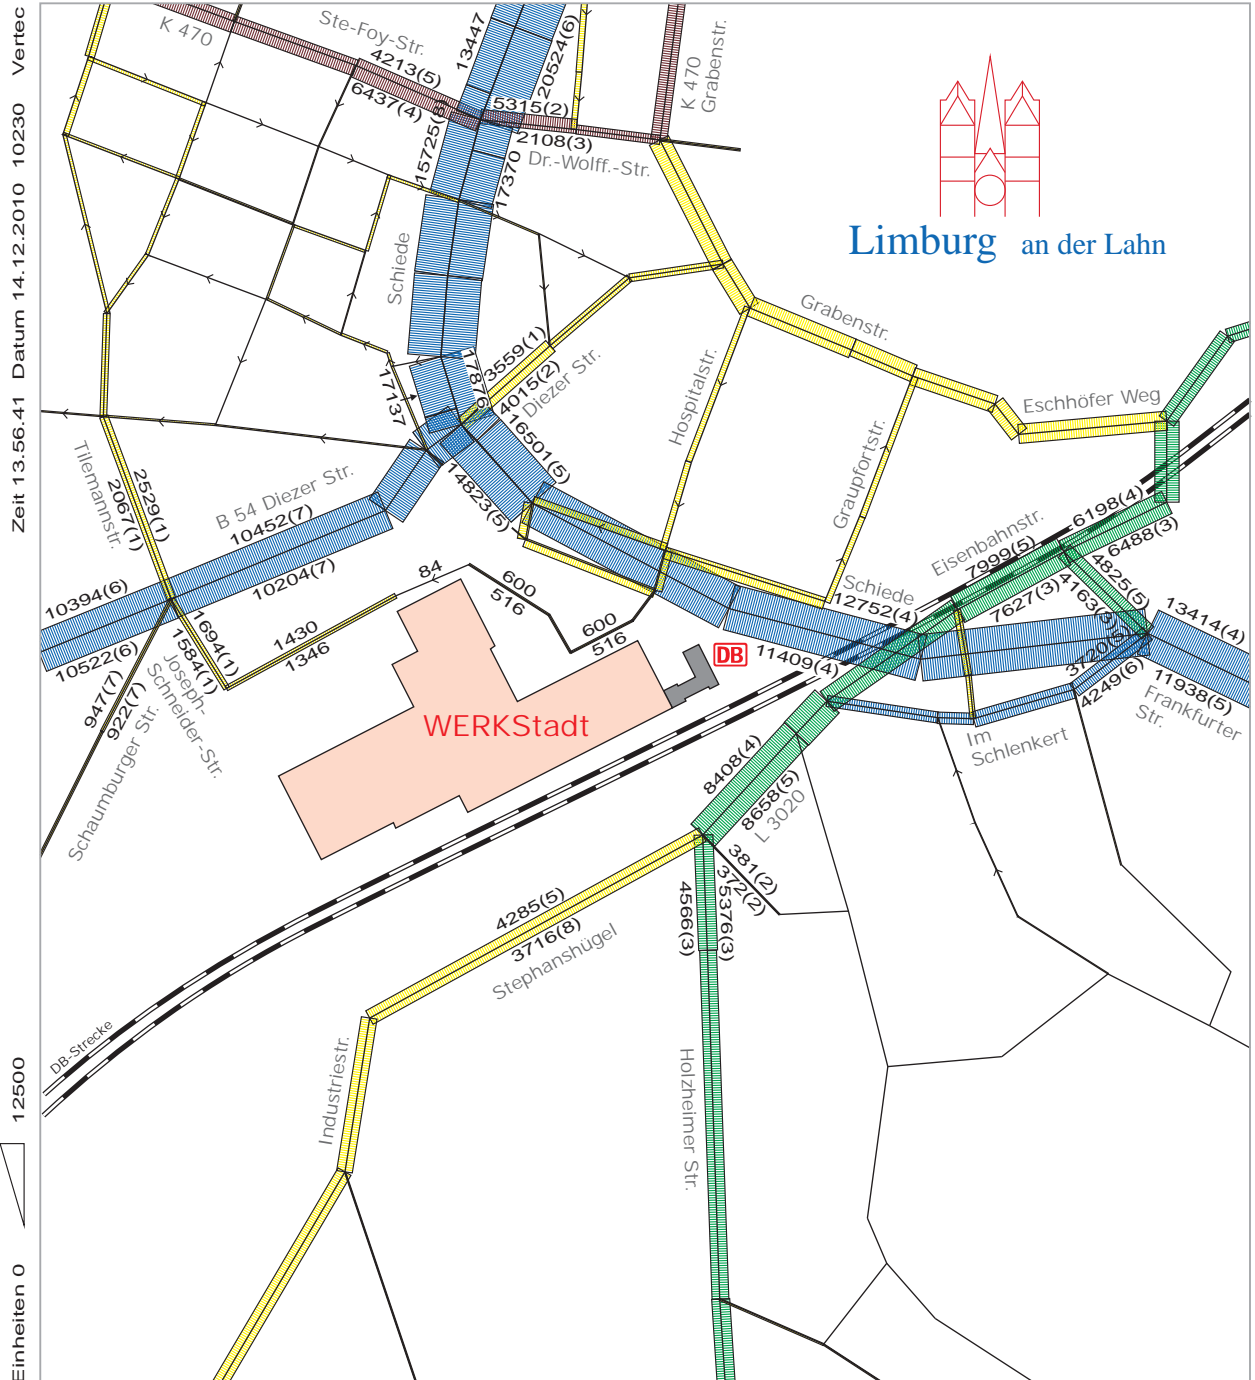 Zeit 13.56.41 Datum 14.12.2010 10230 Vertec
Einheiten 0 12500
K 470
Ste-Foy-Str.
4213(5)
6437(4)
13447
20524(6)
5315(2)
2108(3)
Dr.-Wolff.-Str.
K 470
Grabenstr.
17370
Schiede
Limburg an der Lahn
Grabenstr.
Eschhöfer Weg
17876
17137
3559(1)
4015(2)
Diezer Str.
16501(5)
14823(5)
Hospitalstr.
Graupfortstr.
Tilemannstr.
2529(1)
2067(1)
B 54 Diezer Str.
10452(7)
10204(7)
10394(6)
10522(6)
84
600
516
600
516
1430
1346
1694(1)
1584(1)
Joseph-
Schneider-Str.
947(7)
922(7)
Schaumburger Str.
WERKStadt
DB
Eisenbahnstr.
7999(5)
6198(4)
6488(3)
4825(5)
4163(3)
7627(3)
Schiede
12752(4)
11409(4)
13414(4)
11938(5)
3720(5)
4249(6)
Frankfurter
Str.
Im
Schlenkert
8408(4)
8658(5)
L 3020
381(2)
372(2)
4566(3)
5376(3)
4285(5)
3716(8)
Stephanshügel
DB-Strecke
Industriestr.
Holzheimer Str.